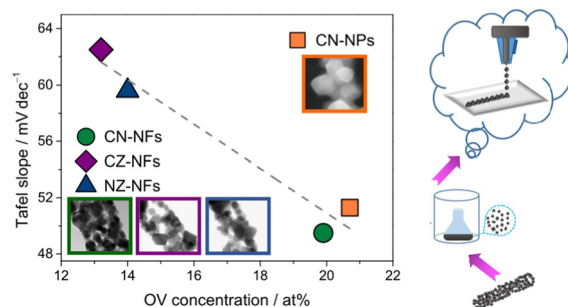 Tafel slope / mV dec⁻¹
64
60
56
52
48
CN-NPs
CN-NFs
CZ-NFs
NZ-NFs
12 14 16 18 20 22
OV concentration / at%